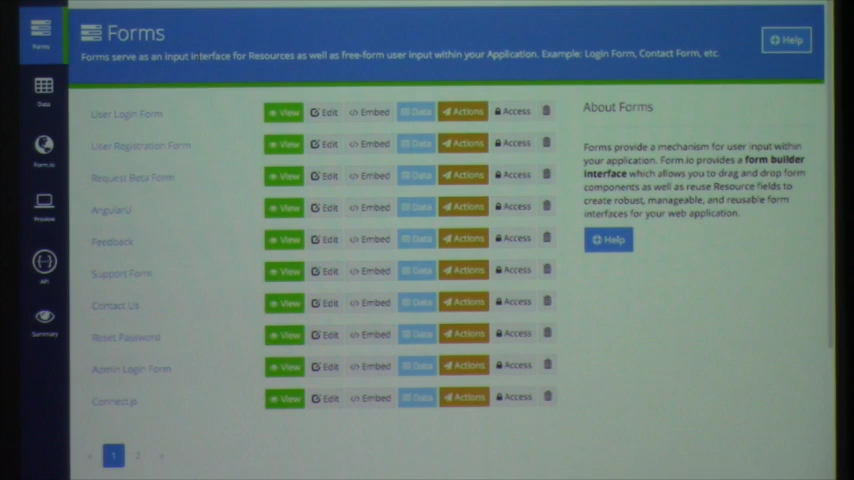 Forms
Forms
Forms serve as an input interface for Resources as well as free-form user input within your Application. Example: Login Form, Contact Form, etc.
Help
Data
Form.io
Preview
API
Summary
User Login Form View Edit Embed Data Actions Access
User Registration Form View Edit Embed Data Actions Access
Request Beta Form View Edit Embed Data Actions Access
AngularU View Edit Embed Data Actions Access
Feedback View Edit Embed Data Actions Access
Support Form View Edit Embed Data Actions Access
Contact Us View Edit Embed Data Actions Access
Reset Password View Edit Embed Data Actions Access
Admin Login Form View Edit Embed Data Actions Access
Connect.js View Edit Embed Data Actions Access
« 1 2 »
About Forms
Forms provide a mechanism for user input within
your application. Form.io provides a form builder
interface which allows you to drag and drop form
components as well as reuse Resource fields to
create robust, manageable, and reusable form
interfaces for your web application.
Help